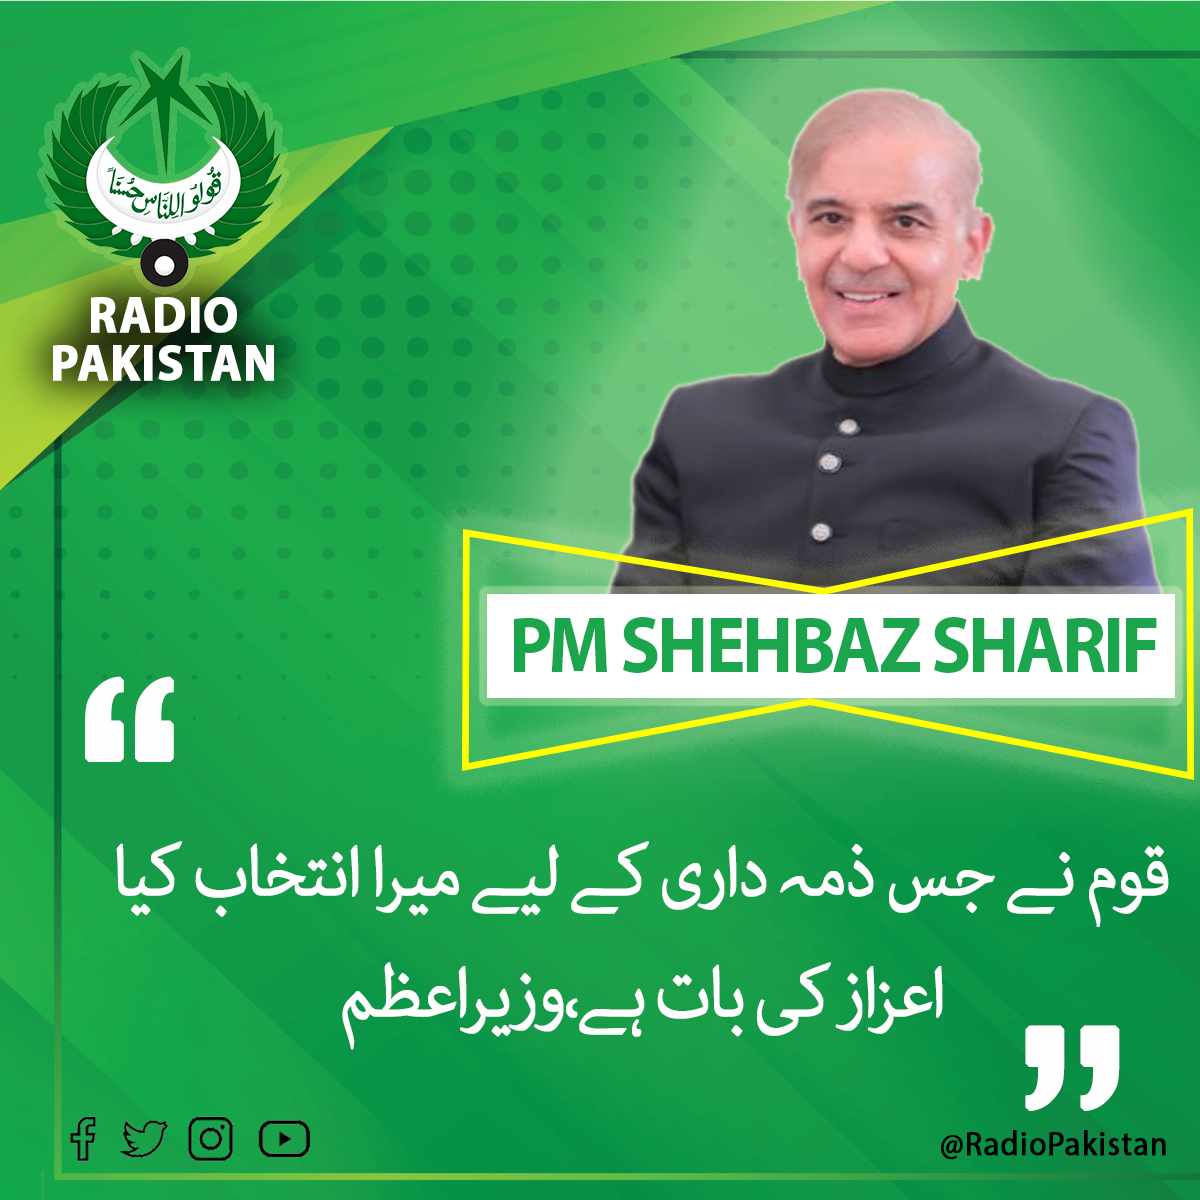 قُولُوْ الِلنَّاسِ حُسْنَاً
RADIO
PAKISTAN
PM SHEHBAZ SHARIF
“
قوم نے جس ذمہ داری کے لیے میرا انتخاب کیا
اعزاز کی بات ہے،وزیراعظم
”
@RadioPakistan